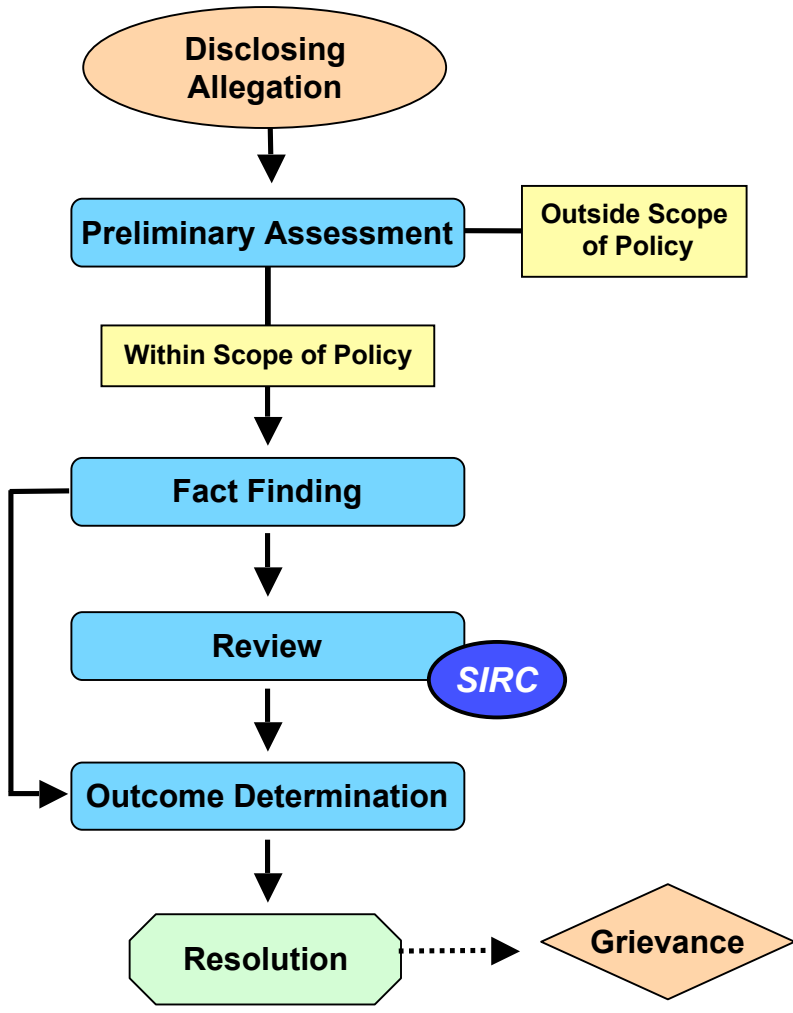 Disclosing
Allegation
Preliminary Assessment
Outside Scope
of Policy
Within Scope of Policy
Fact Finding
Review
SIRC
Outcome Determination
Resolution
Grievance